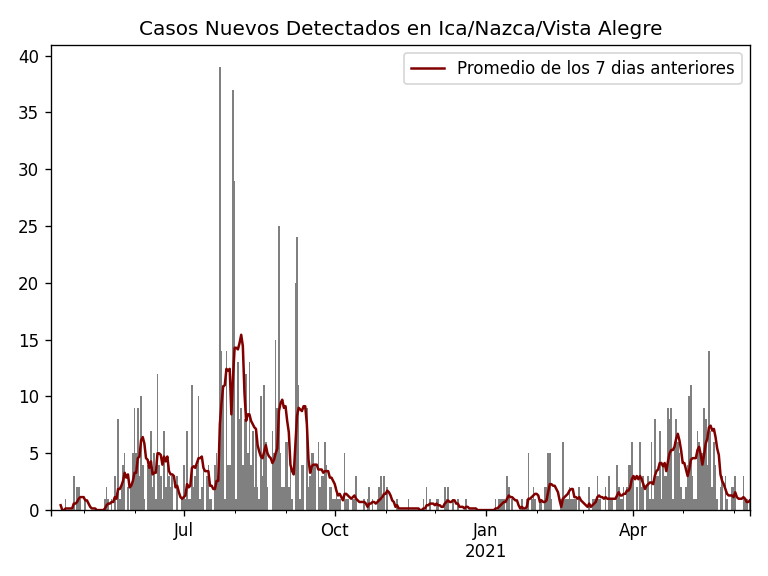 Casos Nuevos Detectados en Ica/Nazca/Vista Alegre
Promedio de los 7 dias anteriores
40
35
30
25
20
15
10
5
0
Jul
Oct
Jan
2021
Apr